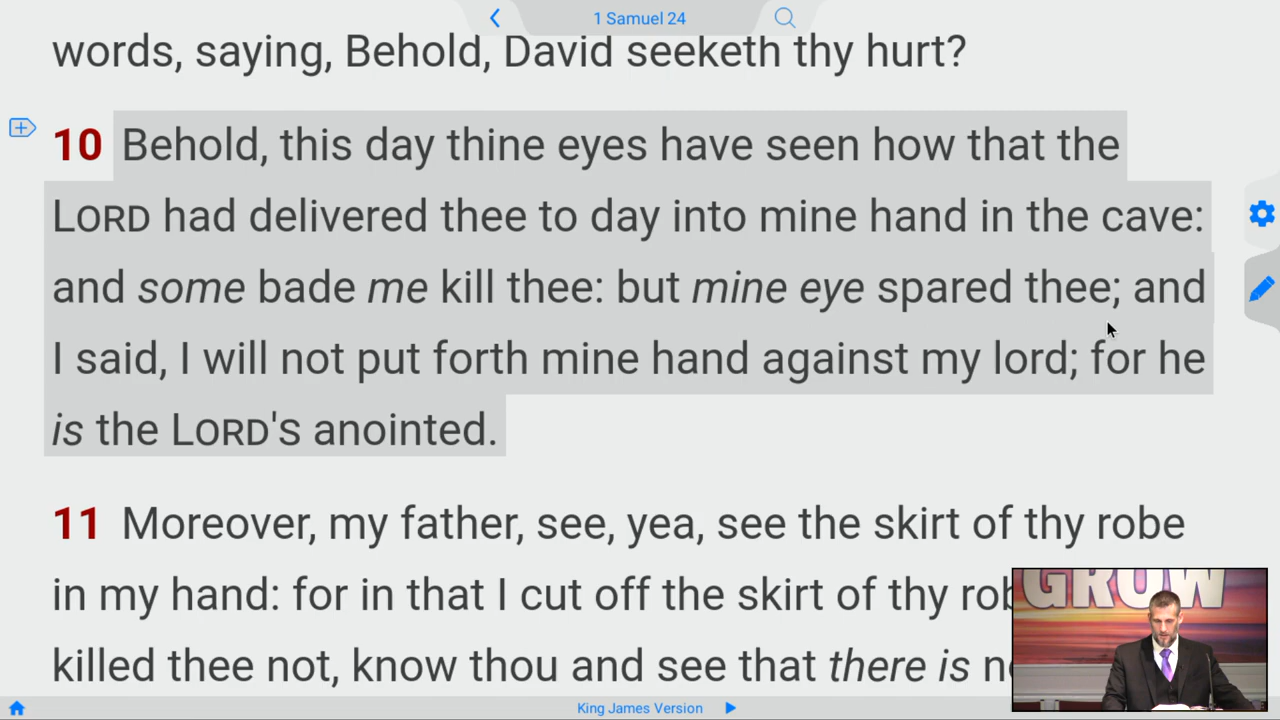 1 Samuel 24
words, saying, Behold, David seeketh thy hurt?
10 Behold, this day thine eyes have seen how that the
LORD had delivered thee to day into mine hand in the cave:
and some bade me kill thee: but mine eye spared thee; and
I said, I will not put forth mine hand against my lord; for he
is the LORD'S anointed.
11 Moreover, my father, see, yea, see the skirt of thy robe
in my hand: for in that I cut off the skirt of thy
killed thee not, know thou and see that there is
GROW
King James Version